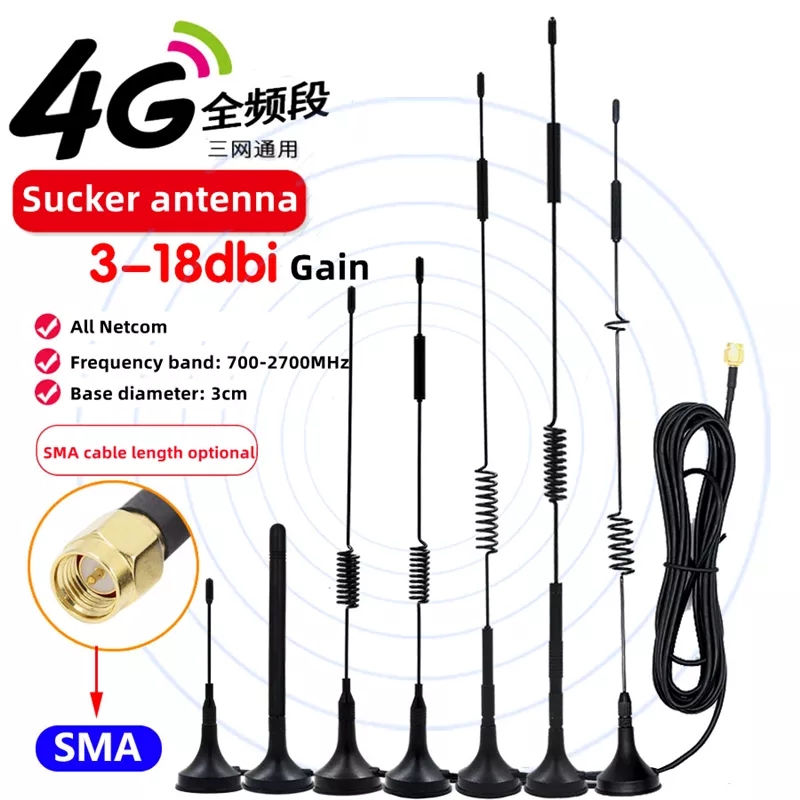 4G全频段
三网通用
Sucker antenna
3-18dbi Gain
All Netcom
Frequency band: 700-2700MHz
Base diameter: 3cm
SMA cable length optional
SMA